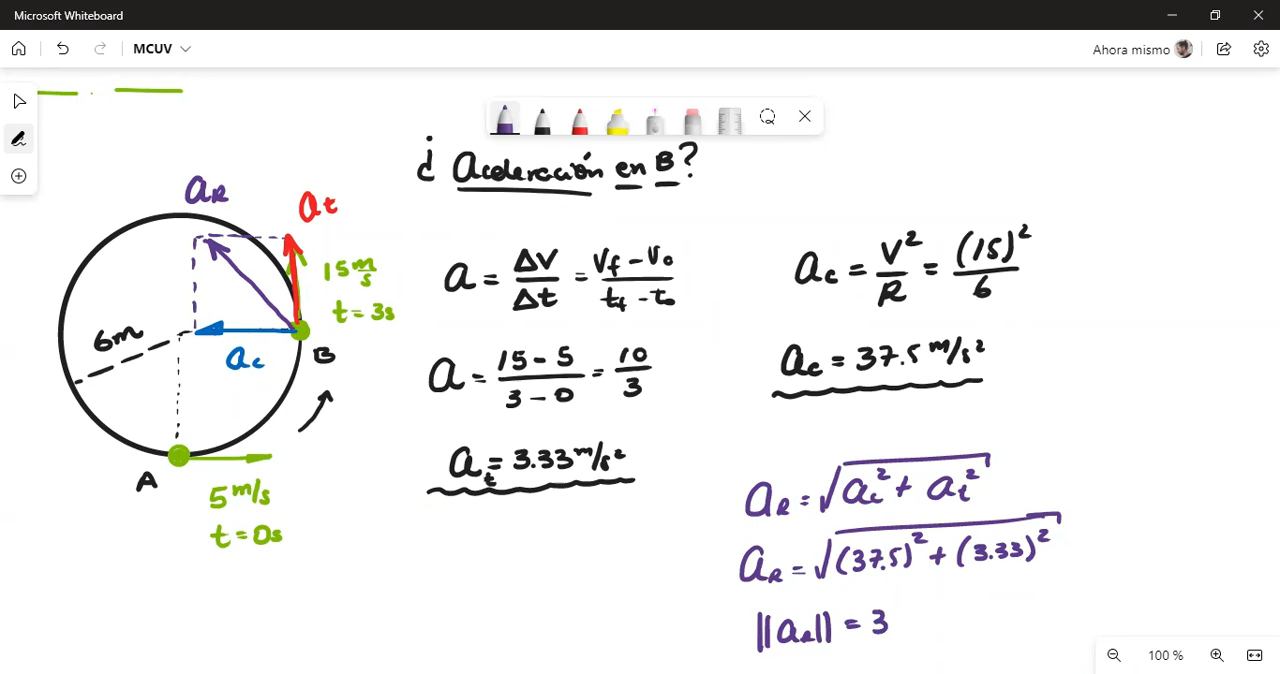 Microsoft Whiteboard
MCUV
Ahora mismo
¿Aceleración en B?
aR
at
15 m/s
t = 3s
6m
ac
B
A
5 m/s
t = 0s
a = ΔV/Δt = (Vf - Vo)/(tf - to)
a = (15 - 5)/(3 - 0) = 10/3
at = 3.33 m/s²
ac = V²/R = (15)²/6
ac = 37.5 m/s²
aR = √(ac² + at²)
aR = √((37.5)² + (3.33)²)
||aR|| = 3
100 %